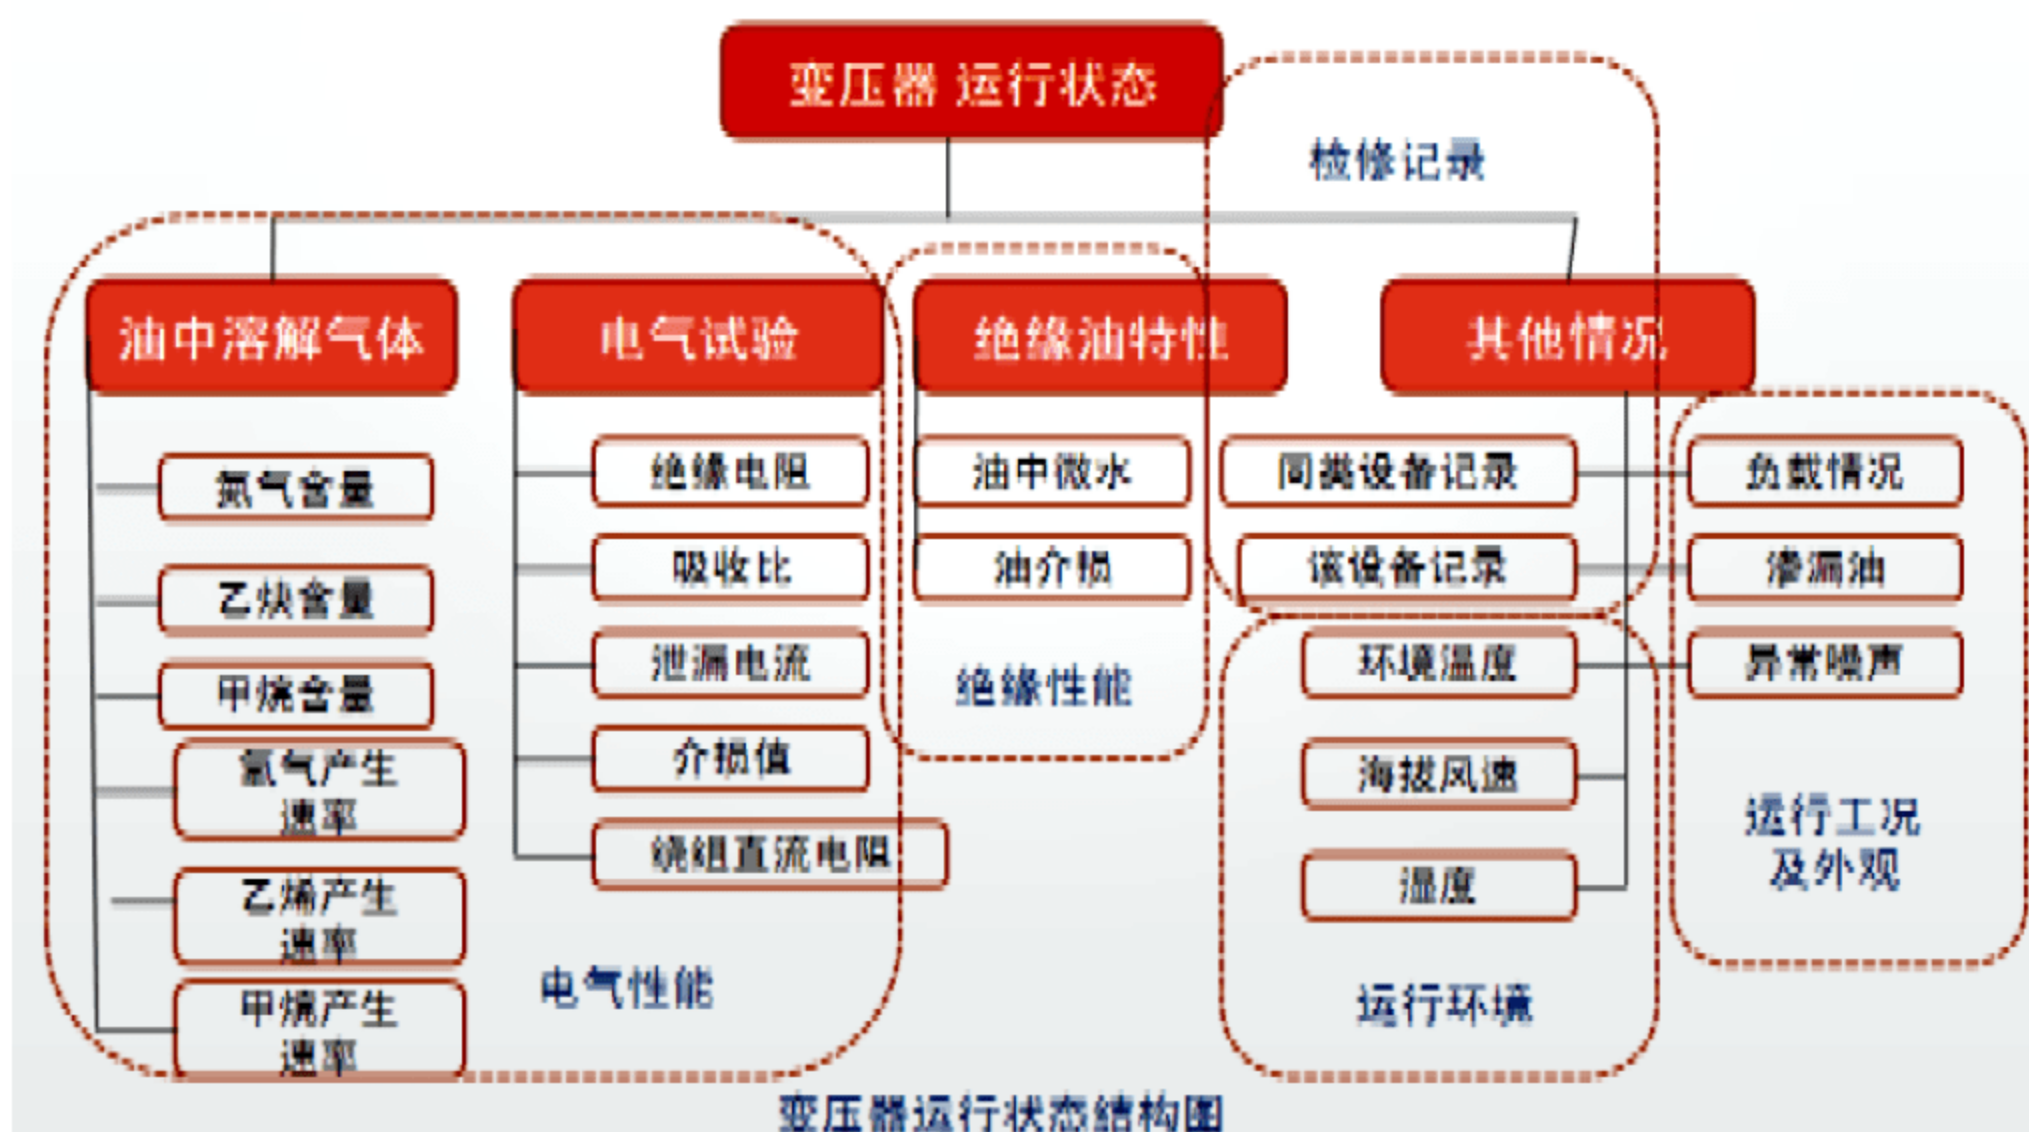 变压器 运行状态
检修记录
油中溶解气体
电气试验
绝缘油特性
其他情况
氮气含量
乙炔含量
甲烷含量
氢气产生
速率
乙烯产生
速率
甲烷产生
速率
绝缘电阻
吸收比
泄漏电流
介损值
绕组直流电阻
电气性能
油中微水
油介损
绝缘性能
同类设备记录
该设备记录
环境温度
海拔风速
湿度
运行环境
负载情况
渗漏油
异常噪声
运行工况
及外观
变压器运行状态结构图